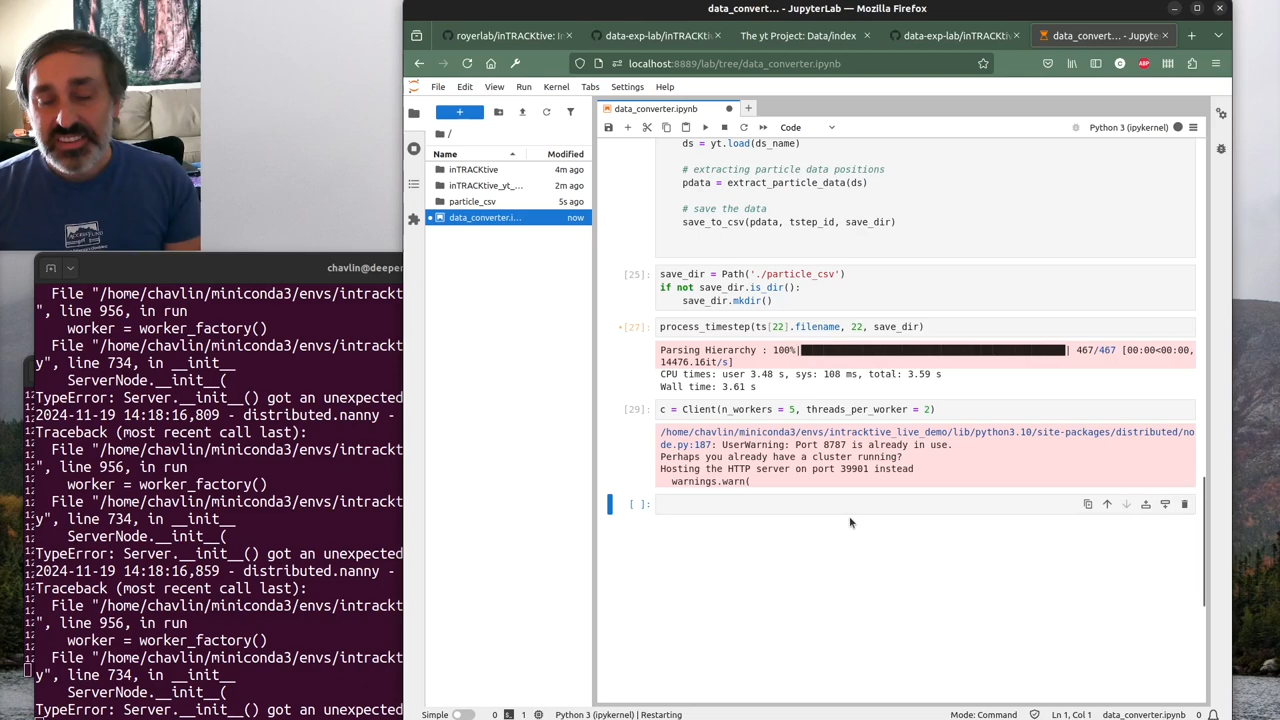 data_convert... - JupyterLab — Mozilla Firefox
royerlab/inTRACKtive: In
data-exp-lab/inTRACKtiv
The yt Project: Data/index
data-exp-lab/inTRACKtiv
data_convert... - Jupyter
localhost:8889/lab/tree/data_converter.ipynb
File Edit View Run Kernel Tabs Settings Help
data_converter.ipynb
Code
Python 3 (ipykernel)
/
Name Modified
inTRACKtive 4m ago
inTRACKtive_yt_... 2m ago
particle_csv 5s ago
data_converter.i... now
ds = yt.load(ds_name)
# extracting particle data positions
pdata = extract_particle_data(ds)
# save the data
save_to_csv(pdata, tstep_id, save_dir)
[25]: save_dir = Path('./particle_csv')
if not save_dir.is_dir():
save_dir.mkdir()
[27]: process_timestep(ts[22].filename, 22, save_dir)
Parsing Hierarchy : 100%| | 467/467 [00:00<00:00,
14476.16it/s]
CPU times: user 3.48 s, sys: 108 ms, total: 3.59 s
Wall time: 3.61 s
[29]: c = Client(n_workers = 5, threads_per_worker = 2)
/home/chavlin/miniconda3/envs/intracktive_live_demo/lib/python3.10/site-packages/distributed/no
de.py:187: UserWarning: Port 8787 is already in use.
Perhaps you already have a cluster running?
Hosting the HTTP server on port 39901 instead
warnings.warn(
[ ]:
Simple 0 1 Python 3 (ipykernel) | Restarting Mode: Command Ln 1, Col 1 data_converter.ipynb 0
chavlin@deeper
File "/home/chavlin/miniconda3/envs/intrackt
", line 956, in run
worker = worker_factory()
File "/home/chavlin/miniconda3/envs/intrackt
y", line 734, in __init__
ServerNode.__init__(
TypeError: Server.__init__() got an unexpected
2024-11-19 14:18:16,809 - distributed.nanny -
Traceback (most recent call last):
File "/home/chavlin/miniconda3/envs/intrackt
", line 956, in run
worker = worker_factory()
File "/home/chavlin/miniconda3/envs/intrackt
y", line 734, in __init__
ServerNode.__init__(
TypeError: Server.__init__() got an unexpected
2024-11-19 14:18:16,859 - distributed.nanny -
Traceback (most recent call last):
File "/home/chavlin/miniconda3/envs/intrackt
", line 956, in run
worker = worker_factory()
File "/home/chavlin/miniconda3/envs/intrackt
y", line 734, in __init__
ServerNode.__init__(
TypeError: Server.__init__() got an unexpected